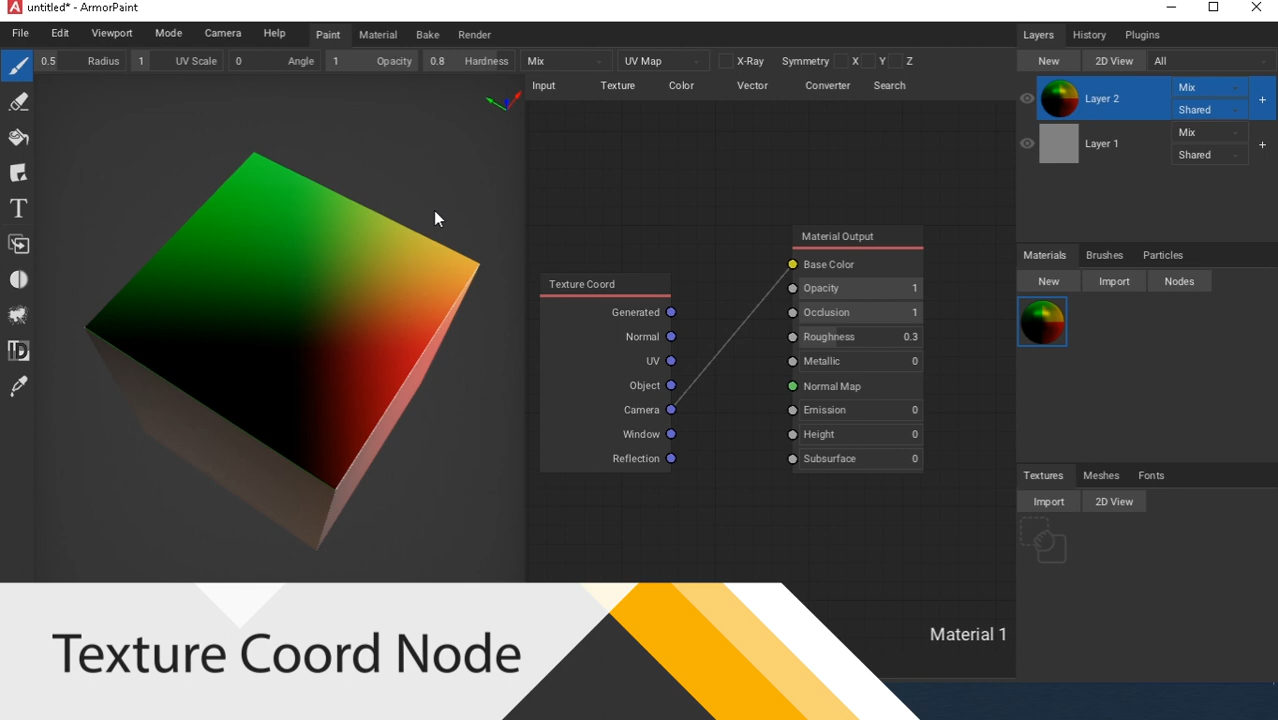 A untitled* - ArmorPaint
File Edit Viewport Mode Camera Help Paint Material Bake Render
0.5 Radius 1 UV Scale 0 Angle 1 Opacity 0.8 Hardness Mix UV Map X-Ray Symmetry X Y Z
Input Texture Color Vector Converter Search
T
ID
Texture Coord
Generated
Normal
UV
Object
Camera
Window
Reflection
Material Output
Base Color
Opacity 1
Occlusion 1
Roughness 0.3
Metallic 0
Normal Map
Emission 0
Height 0
Subsurface 0
Material 1
Layers History Plugins
New 2D View All
Layer 2 Mix
Shared +
Layer 1 Mix
Shared +
Materials Brushes Particles
New Import Nodes
Textures Meshes Fonts
Import 2D View
Texture Coord Node